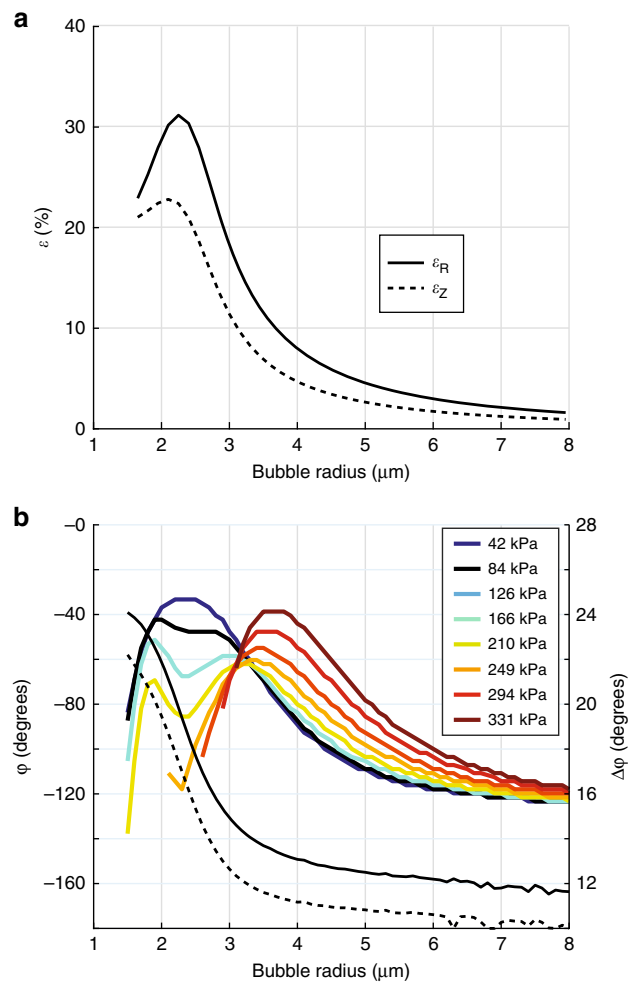 a
40
30
20
10
0
ε (%)
ε_R
ε_Z
1 2 3 4 5 6 7 8
Bubble radius (μm)
b
–0
–40
–80
–120
–160
φ (degrees)
42 kPa
84 kPa
126 kPa
166 kPa
210 kPa
249 kPa
294 kPa
331 kPa
28
24
20
16
12
Δφ (degrees)
1 2 3 4 5 6 7 8
Bubble radius (μm)